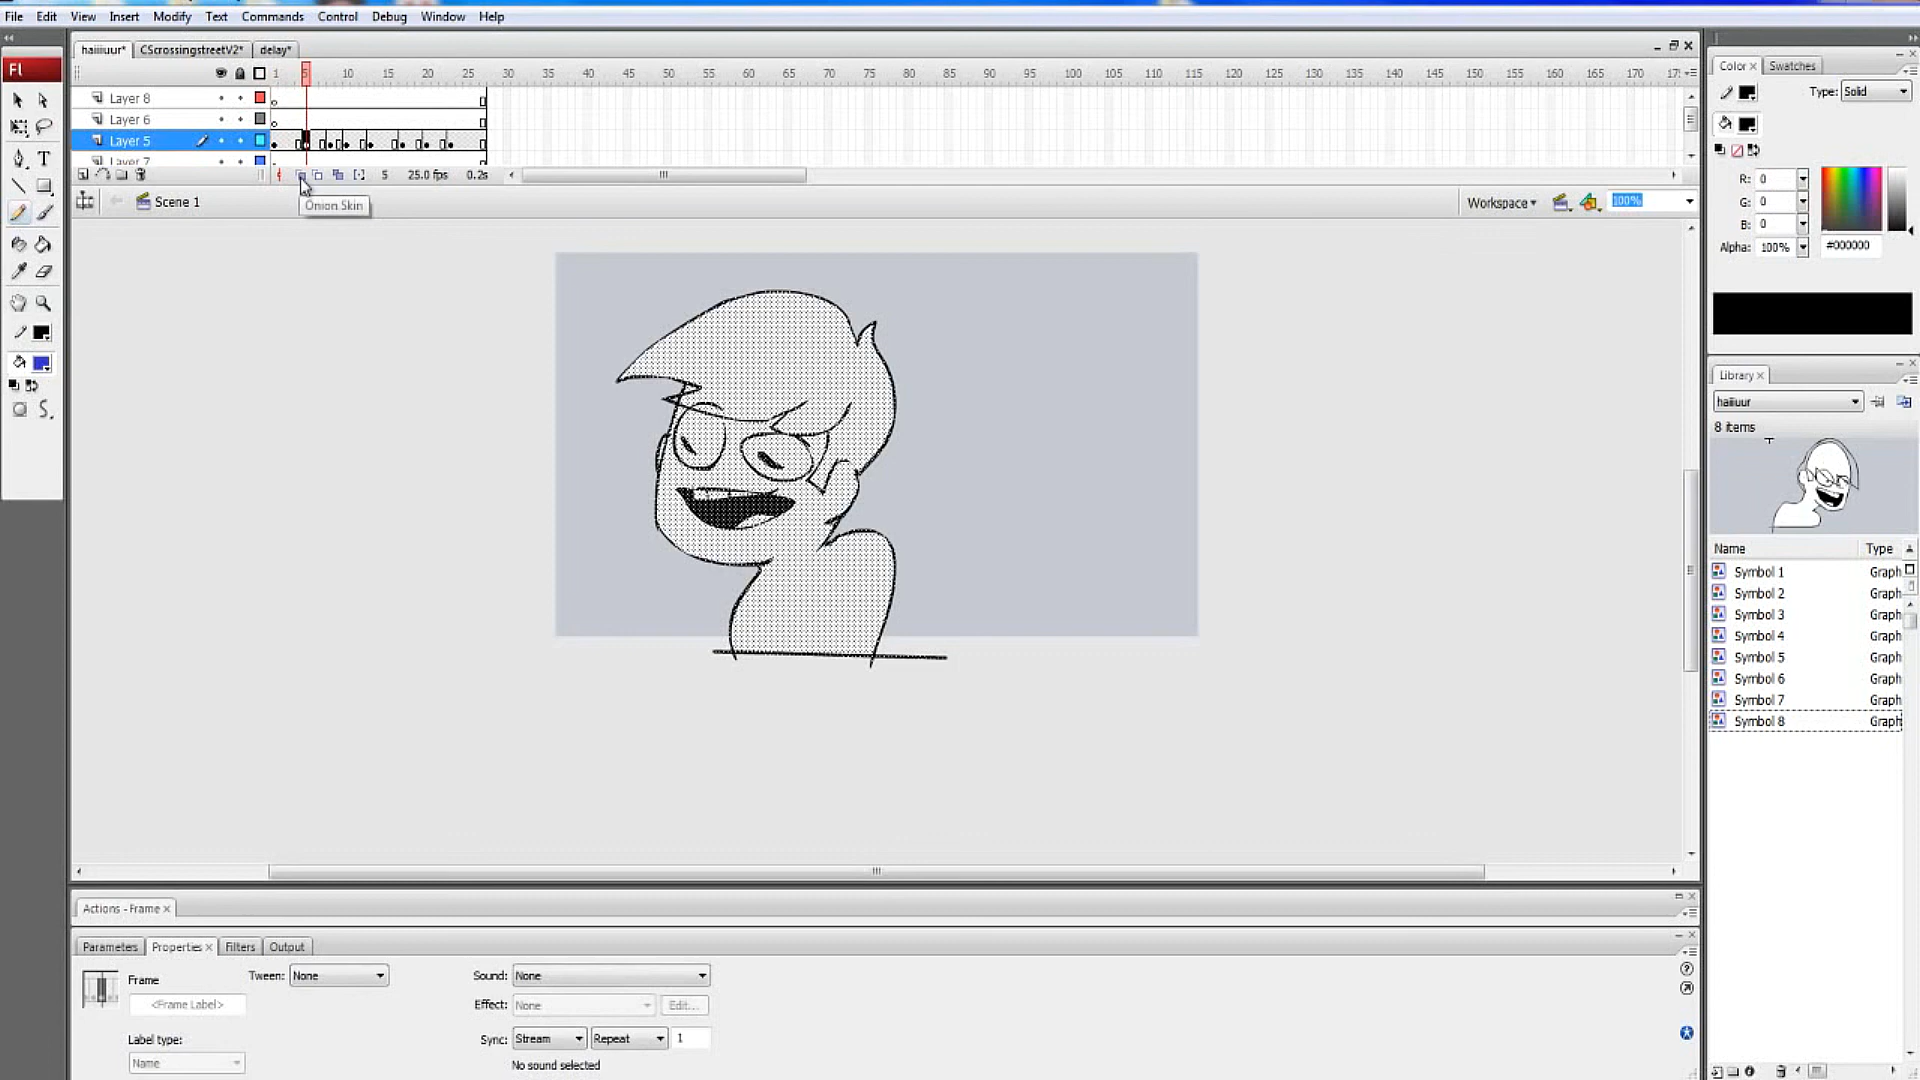 File Edit View Insert Modify Text Commands Control Debug Window Help
haiiiuur* CScrossingstreetV2* delay*
Fl
1 5 10 15 20 25 30 35 40 45 50 55 60 65 70 75 80 85 90 95 100 105 110 115 120 125 130 135 140 145 150 155 160 165 170
Layer 8
Layer 6
Layer 5
Layer 7
5 25.0 fps 0.2s
Scene 1
Onion Skin
Workspace 100%
Color Swatches
Type: Solid
R: 0
G: 0
B: 0
Alpha: 100% #000000
Library
haiiuur
8 items
Name Type
Symbol 1 Graph
Symbol 2 Graph
Symbol 3 Graph
Symbol 4 Graph
Symbol 5 Graph
Symbol 6 Graph
Symbol 7 Graph
Symbol 8 Graph
Actions - Frame
Parameters Properties Filters Output
Frame Tween: None Sound: None
<Frame Label> Effect: None Edit...
Label type: Sync: Stream Repeat 1
Name No sound selected